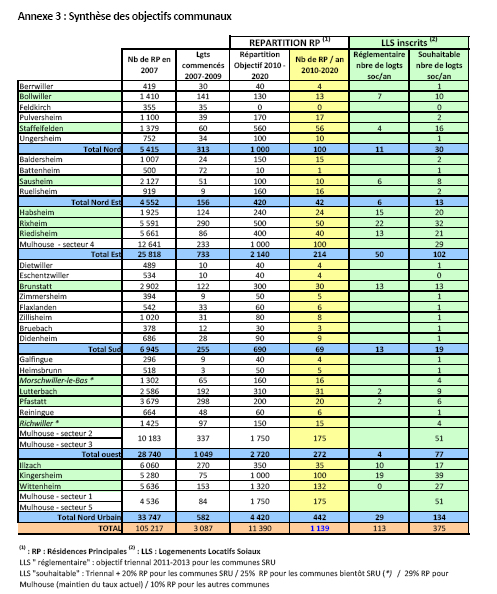 Annexe 3 : Synthèse des objectifs communaux
REPARTITION RP (1) LLS inscrits (2)
Nb de RP en 2007 Lgts commencés 2007-2009 Répartition Objectif 2010 - 2020 Nb de RP / an 2010-2020 Réglementaire nbre de logts soc/an Souhaitable nbre de logts soc/an
Berrwiller 419 30 40 4 1
Bollwiller 1 410 141 130 13 7 10
Feldkirch 355 35 0 0 0
Pulversheim 1 100 39 170 17 2
Staffelfelden 1 379 60 560 56 4 16
Ungersheim 752 34 100 10 1
Total Nord 5 415 313 1 000 100 11 30
Baldersheim 1 007 24 150 15 2
Battenheim 500 72 10 1 1
Sausheim 2 127 51 100 10 6 8
Ruelisheim 919 9 160 16 2
Total Nord Est 4 552 156 420 42 6 13
Habsheim 1 925 124 240 24 15 20
Rixheim 5 591 290 500 50 22 32
Riedisheim 5 661 86 400 40 13 21
Mulhouse - secteur 4 12 641 233 1 000 100 29
Total Est 25 818 733 2 140 214 50 102
Dietwiller 489 10 40 4 1
Eschentzwiller 534 10 40 4 0
Brunstatt 2 902 122 300 30 13 13
Zimmersheim 394 9 50 5 1
Flaxlanden 542 33 60 6 1
Zillisheim 1 020 31 80 8 1
Bruebach 378 12 30 3 1
Didenheim 686 28 90 9 1
Total Sud 6 945 255 690 69 13 19
Galfingue 296 9 40 4 1
Heimsbrunn 518 3 50 5 1
Morschwiller-le-Bas * 1 302 65 160 16 4
Lutterbach 2 586 192 310 31 2 9
Pfastatt 3 679 298 200 20 2 6
Reiningue 664 48 60 6 1
Richwiller * 1 425 97 150 15 4
Mulhouse - secteur 2
Mulhouse - secteur 3 10 183 337 1 750 175 51
Total ouest 28 740 1 049 2 720 272 4 77
Illzach 6 060 270 350 35 10 17
Kingersheim 5 280 75 1 000 100 19 39
Wittenheim 5 636 153 1 320 132 0 27
Mulhouse - secteur 1
Mulhouse - secteur 5 4 536 84 1 750 175 51
Total Nord Urbain 33 747 582 4 420 442 29 134
TOTAL 105 217 3 087 11 390 1 139 113 375
(1) : RP : Résidences Principales (2) : LLS : Logemenents Locatifs Soiaux
LLS " réglementaire" : objectif triennal 2011-2013 pour les communes SRU
LLS "souhaitable" : Triennal + 20% RP pour les communes SRU / 25% RP pour les communes bientôt SRU (*) / 29% RP pour
Mulhouse (maintien du taux actuel) / 10% RP pour les autres communes